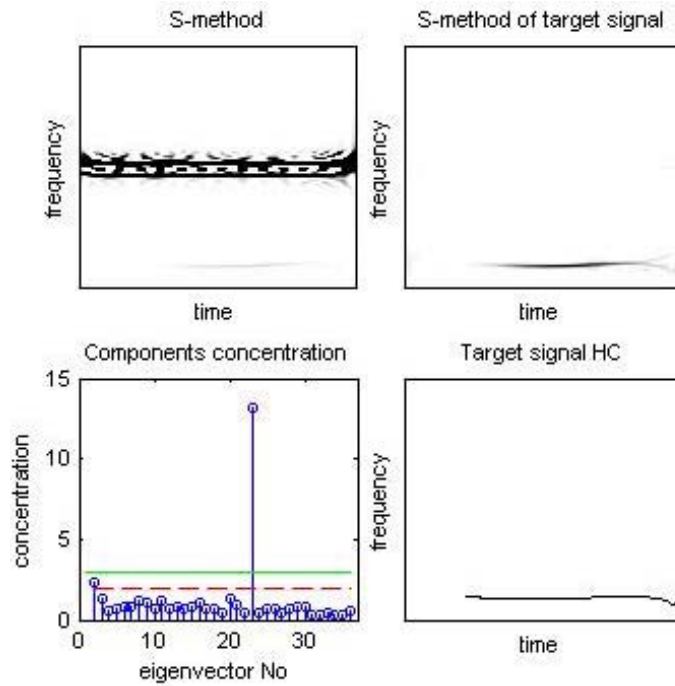 S-method
frequency
time
S-method of target signal
frequency
time
Components concentration
concentration
15
10
5
0
0 10 20 30
eigenvector No
Target signal HC
frequency
time